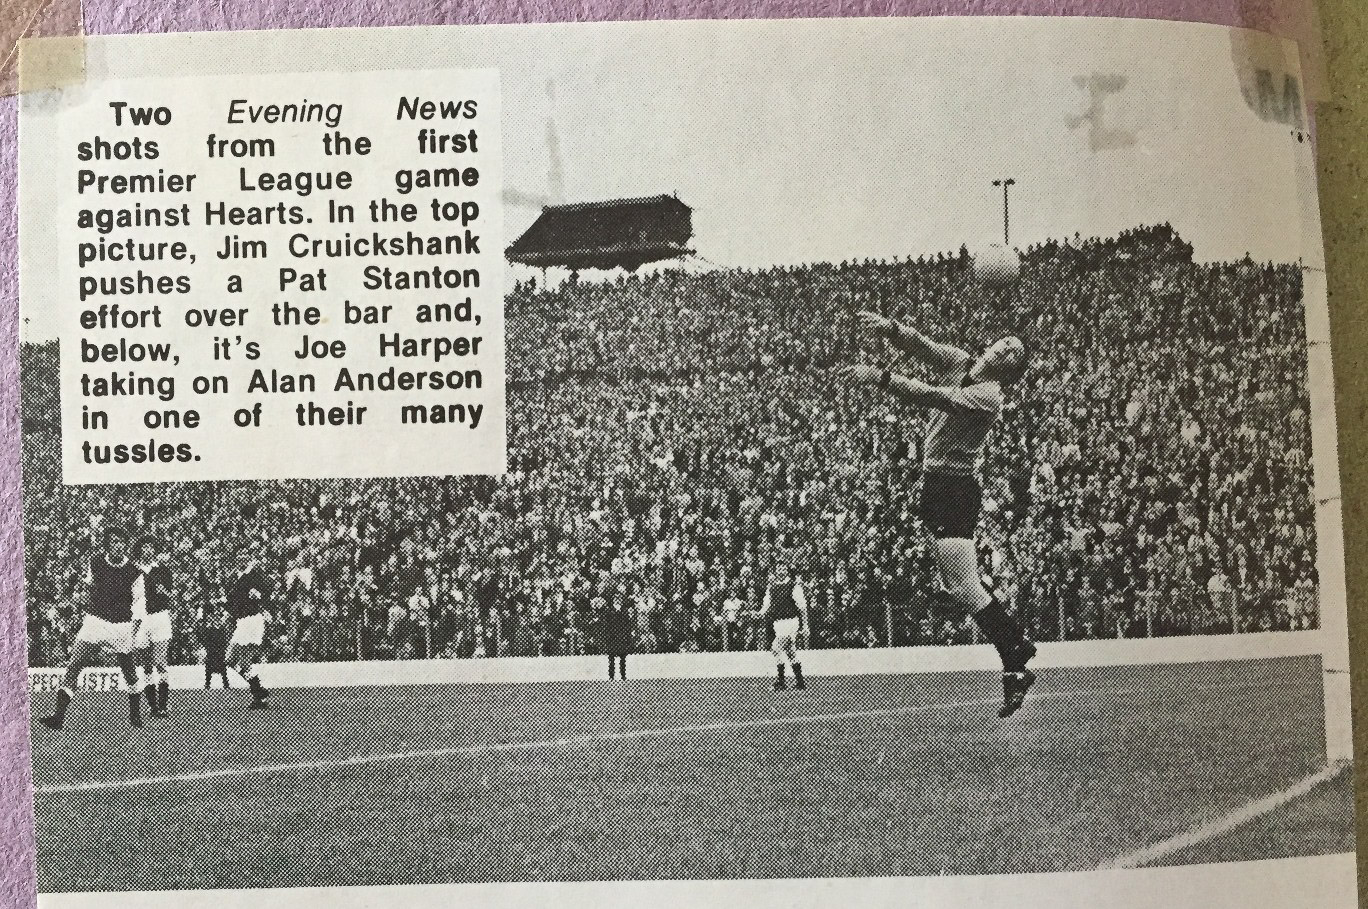 Two Evening News
shots from the first
Premier League game
against Hearts. In the top
picture, Jim Cruickshank
pushes a Pat Stanton
effort over the bar and,
below, it's Joe Harper
taking on Alan Anderson
in one of their many
tussles.